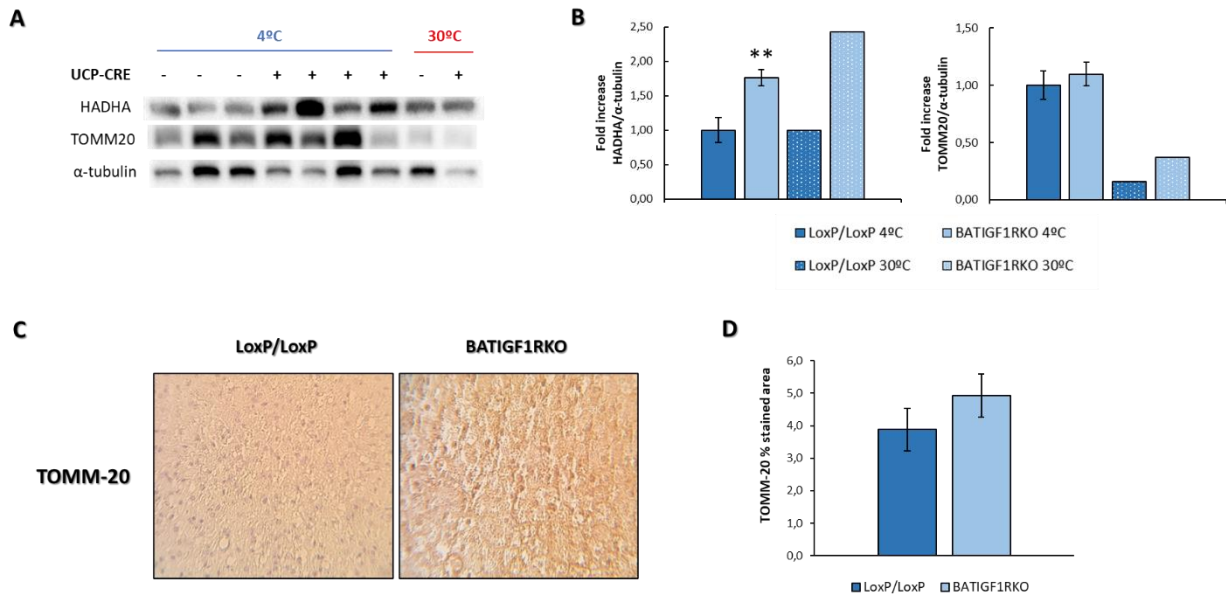 A
4ºC 30ºC
UCP-CRE - - - + + + + - +
HADHA
TOMM20
α-tubulin
B
Fold increase
HADHA/α-tubulin
2,50
2,00
1,50
1,00
0,50
0,00
**
Fold increase
TOMM20/α-tubulin
1,50
1,00
0,50
0,00
LoxP/LoxP 4ºC BATIGF1RKO 4ºC
LoxP/LoxP 30ºC BATIGF1RKO 30ºC
C
LoxP/LoxP BATIGF1RKO
TOMM-20
D
TOMM-20 % stained area
6,0
5,0
4,0
3,0
2,0
1,0
0,0
LoxP/LoxP BATIGF1RKO